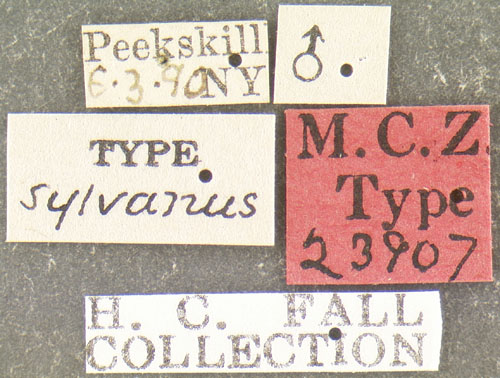 Peekskill
6.3.90 NY
♂
TYPE
sylvanus
M.C.Z.
Type
23907
H. C. FALL
COLLECTION